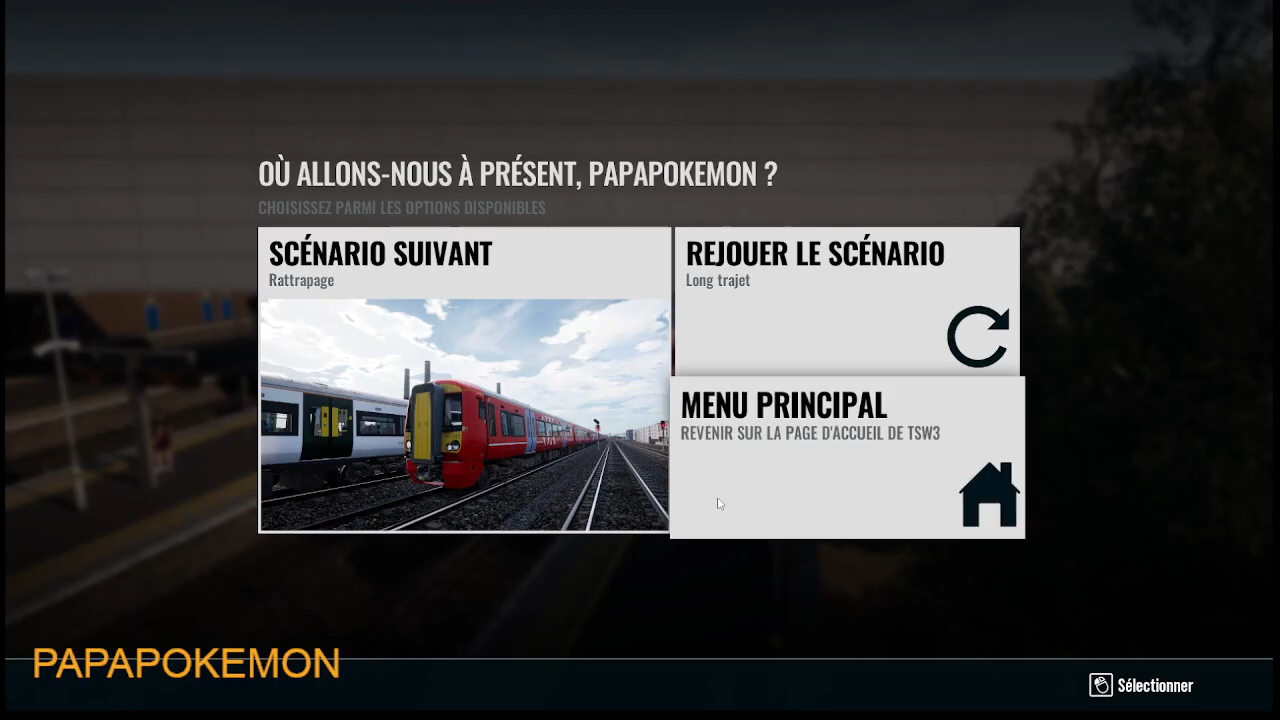 OÙ ALLONS-NOUS À PRÉSENT, PAPAPOKEMON ?
CHOISISSEZ PARMI LES OPTIONS DISPONIBLES
SCÉNARIO SUIVANT
Rattrapage
REJOUER LE SCÉNARIO
Long trajet
MENU PRINCIPAL
REVENIR SUR LA PAGE D'ACCUEIL DE TSW3
PAPAPOKEMON
Sélectionner